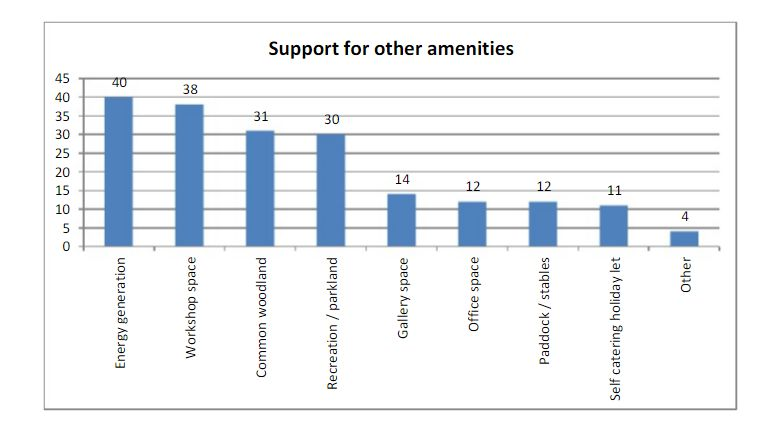 Support for other amenities
45
40
35
30
25
20
15
10
5
0
40
38
31
30
14
12
12
11
4
Energy generation
Workshop space
Common woodland
Recreation / parkland
Gallery space
Office space
Paddock / stables
Self catering holiday let
Other